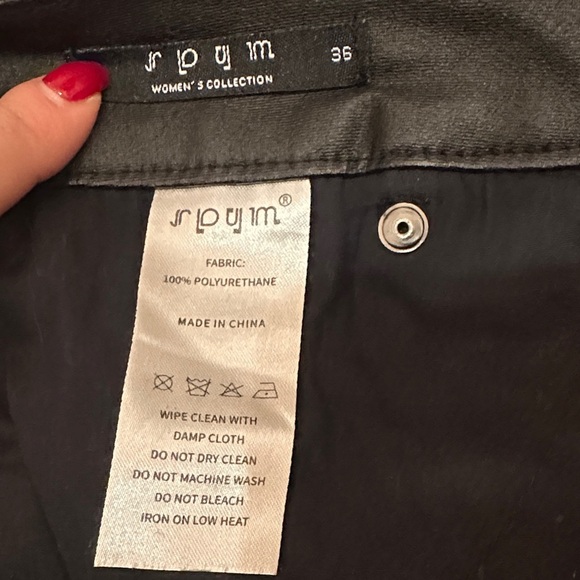 36
WOMEN'S COLLECTION
®
FABRIC:
100% POLYURETHANE
MADE IN CHINA
WIPE CLEAN WITH
DAMP CLOTH
DO NOT DRY CLEAN
DO NOT MACHINE WASH
DO NOT BLEACH
IRON ON LOW HEAT